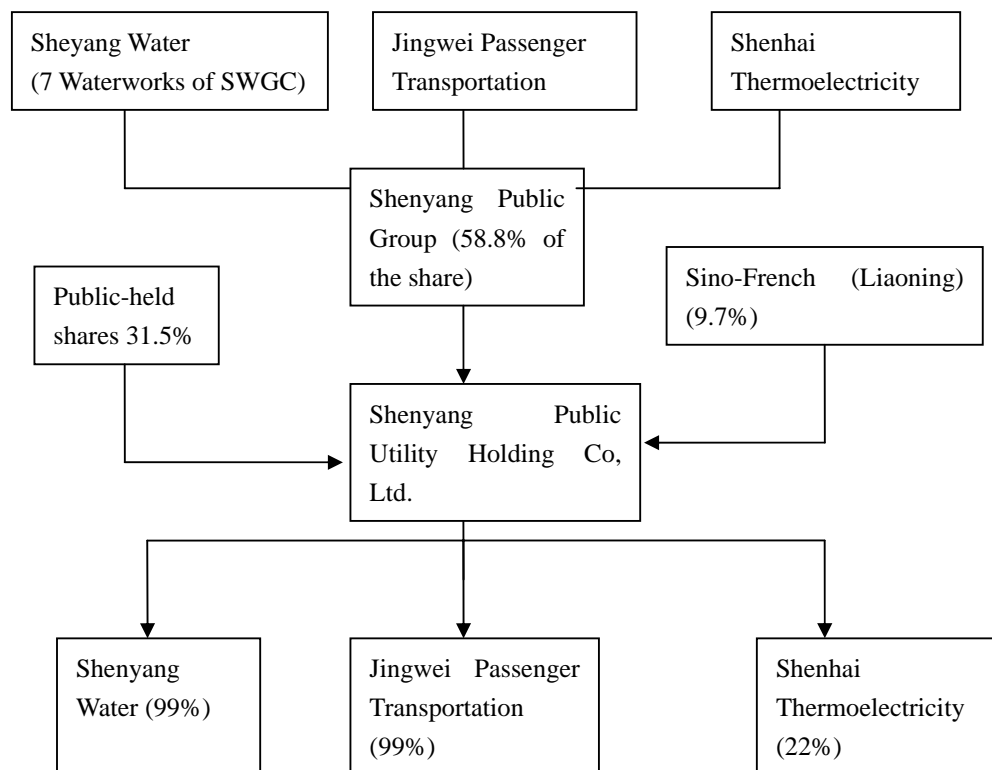 Sheyang Water
(7 Waterworks of SWGC)
Jingwei Passenger
Transportation
Shenhai
Thermoelectricity
Shenyang Public
Group (58.8% of
the share)
Public-held
shares 31.5%
Sino-French (Liaoning)
(9.7%)
Shenyang Public
Utility Holding Co,
Ltd.
Shenyang
Water (99%)
Jingwei Passenger
Transportation
(99%)
Shenhai
Thermoelectricity
(22%)